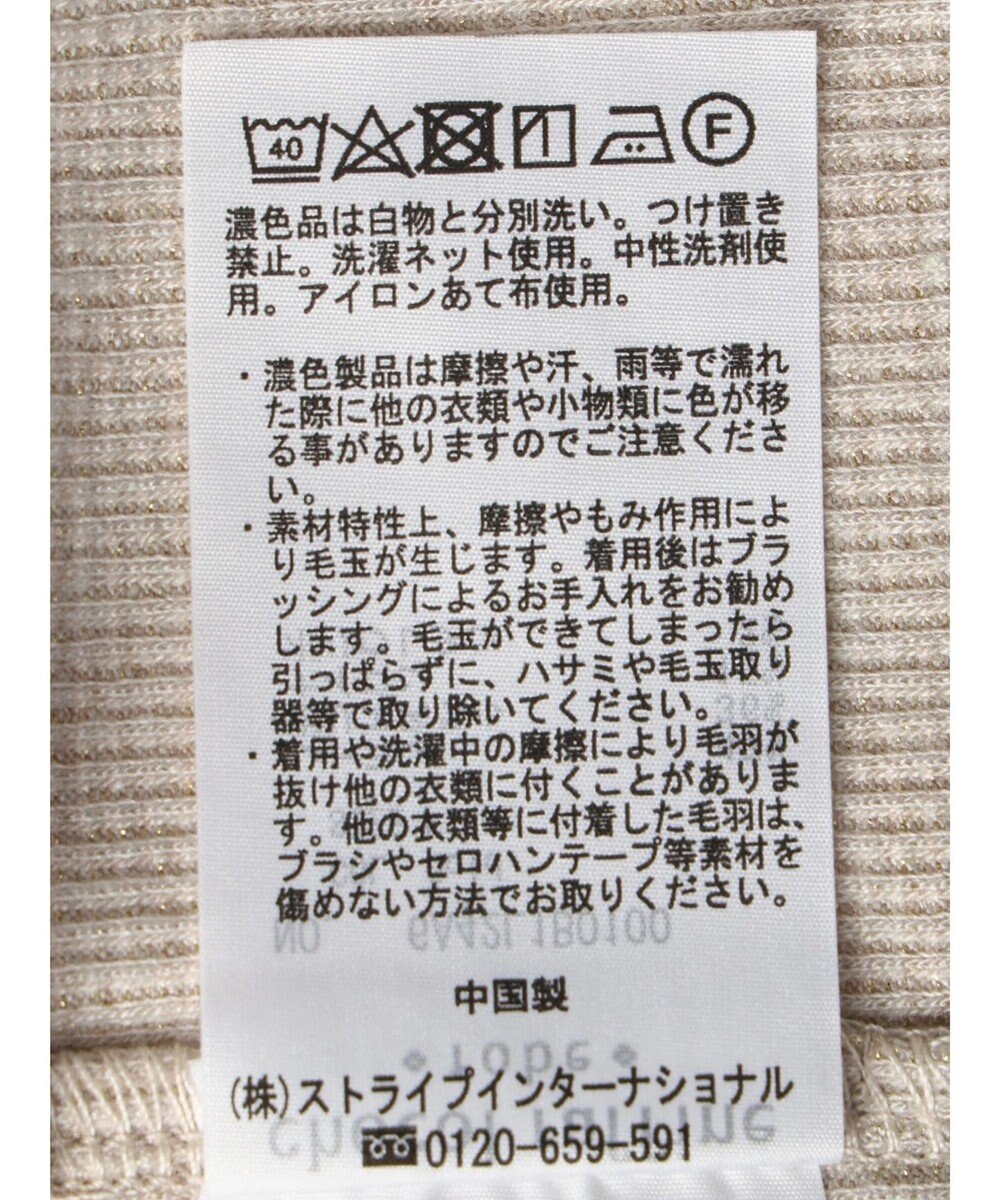 40 F
濃色品は白物と分別洗い。つけ置き
禁止。洗濯ネット使用。中性洗剤使
用。アイロンあて布使用。
・濃色製品は摩擦や汗、雨等で濡れ
た際に他の衣類や小物類に色が移
る事がありますのでご注意くださ
い。
・素材特性上、摩擦やもみ作用によ
り毛玉が生じます。着用後はブラ
ッシングによるお手入れをお勧め
します。毛玉ができてしまったら
引っぱらずに、ハサミや毛玉取り
器等で取り除いてください。
・着用や洗濯中の摩擦により毛羽が
抜け他の衣類に付くことがありま
す。他の衣類等に付着した毛羽は、
ブラシやセロハンテープ等素材を
傷めない方法でお取りください。
NO 6A42L1B0100
中国製
robe
(株)ストライプインターナショナル
0120-659-591